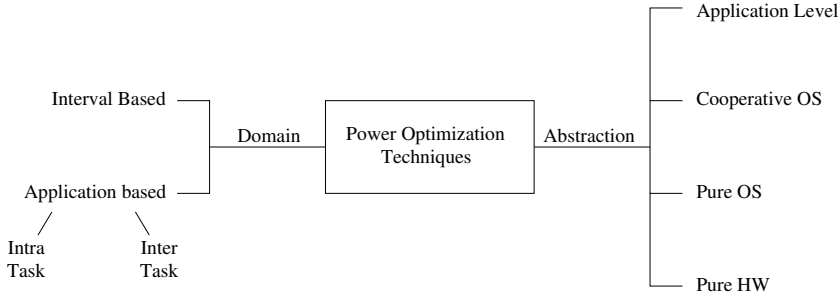 Application Level
Interval Based
Cooperative OS
Domain
Power Optimization
Techniques
Abstraction
Application based
Pure OS
Intra
Task
Inter
Task
Pure HW